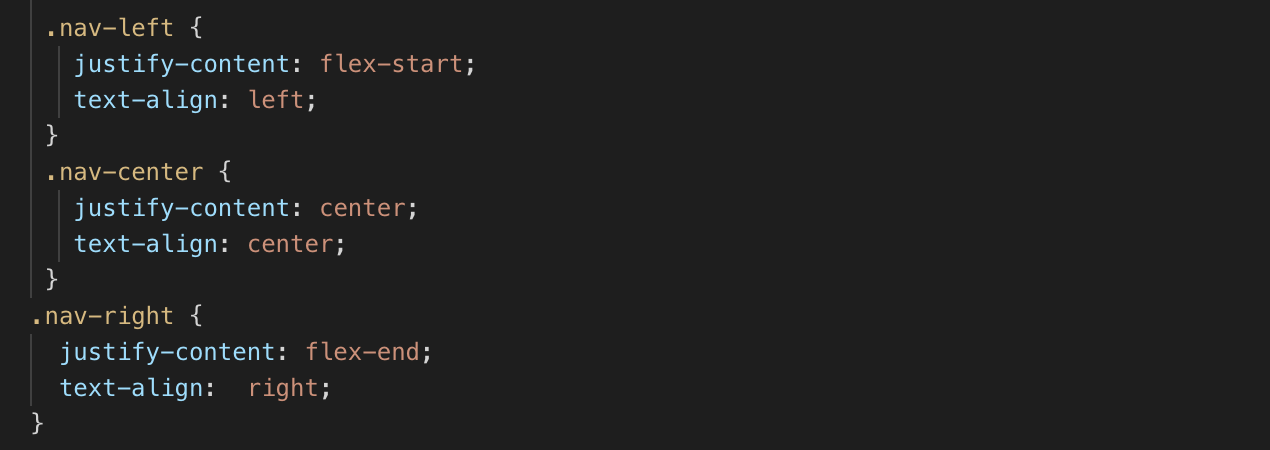 .nav-left {
   justify-content: flex-start;
   text-align: left;
 }
 .nav-center {
   justify-content: center;
   text-align: center;
 }
.nav-right {
  justify-content: flex-end;
  text-align:  right;
}